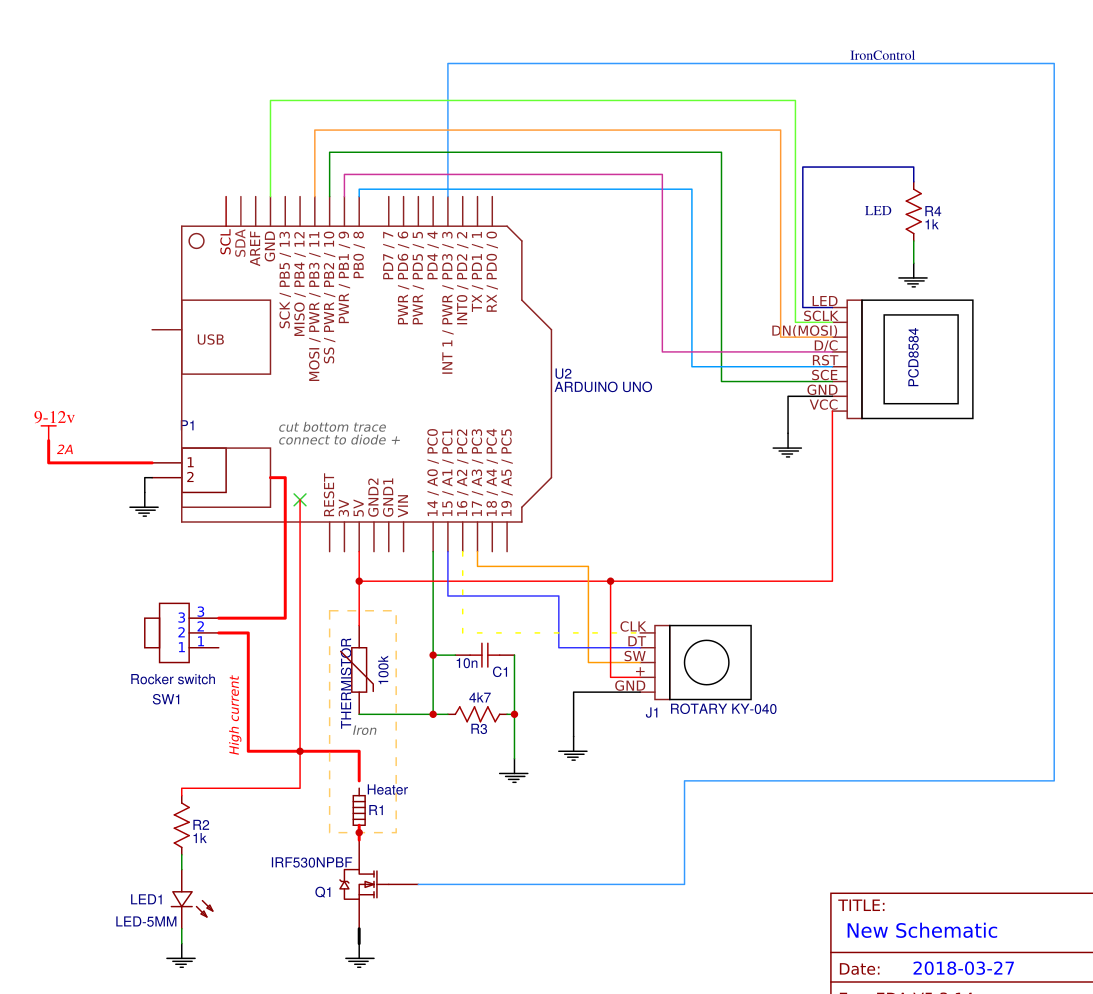 IronControl
LED
R4
1k
SCL
SDA
AREF
GND
SCK / PB5 / 13
MISO / PB4 / 12
MOSI / PWR / PB3 / 11
SS / PWR / PB2 / 10
PWR / PB1 / 9
PB0 / 8
PD7 / 7
PWR / PD6 / 6
PWR / PD5 / 5
PD4 / 4
INT 1 / PWR / PD3 / 3
INT0 / PD2 / 2
TX / PD1 / 1
RX / PD0 / 0
LED
SCLK
DN(MOSI)
D/C
RST
SCE
GND
VCC
PCD8584
USB
U2
ARDUINO UNO
9-12v
2A
P1
1
2
cut bottom trace
connect to diode +
RESET
3V
5V
GND2
GND1
VIN
14 / A0 / PC0
15 / A1 / PC1
16 / A2 / PC2
17 / A3 / PC3
18 / A4 / PC4
19 / A5 / PC5
3 3
2 2
1 1
Rocker switch
SW1
High current
THERMISTOR
100k
Iron
10n
C1
4k7
R3
CLK
DT
SW
+
GND
J1
ROTARY KY-040
Heater
R1
R2
1k
IRF530NPBF
Q1
LED1
LED-5MM
TITLE:
New Schematic
Date: 2018-03-27